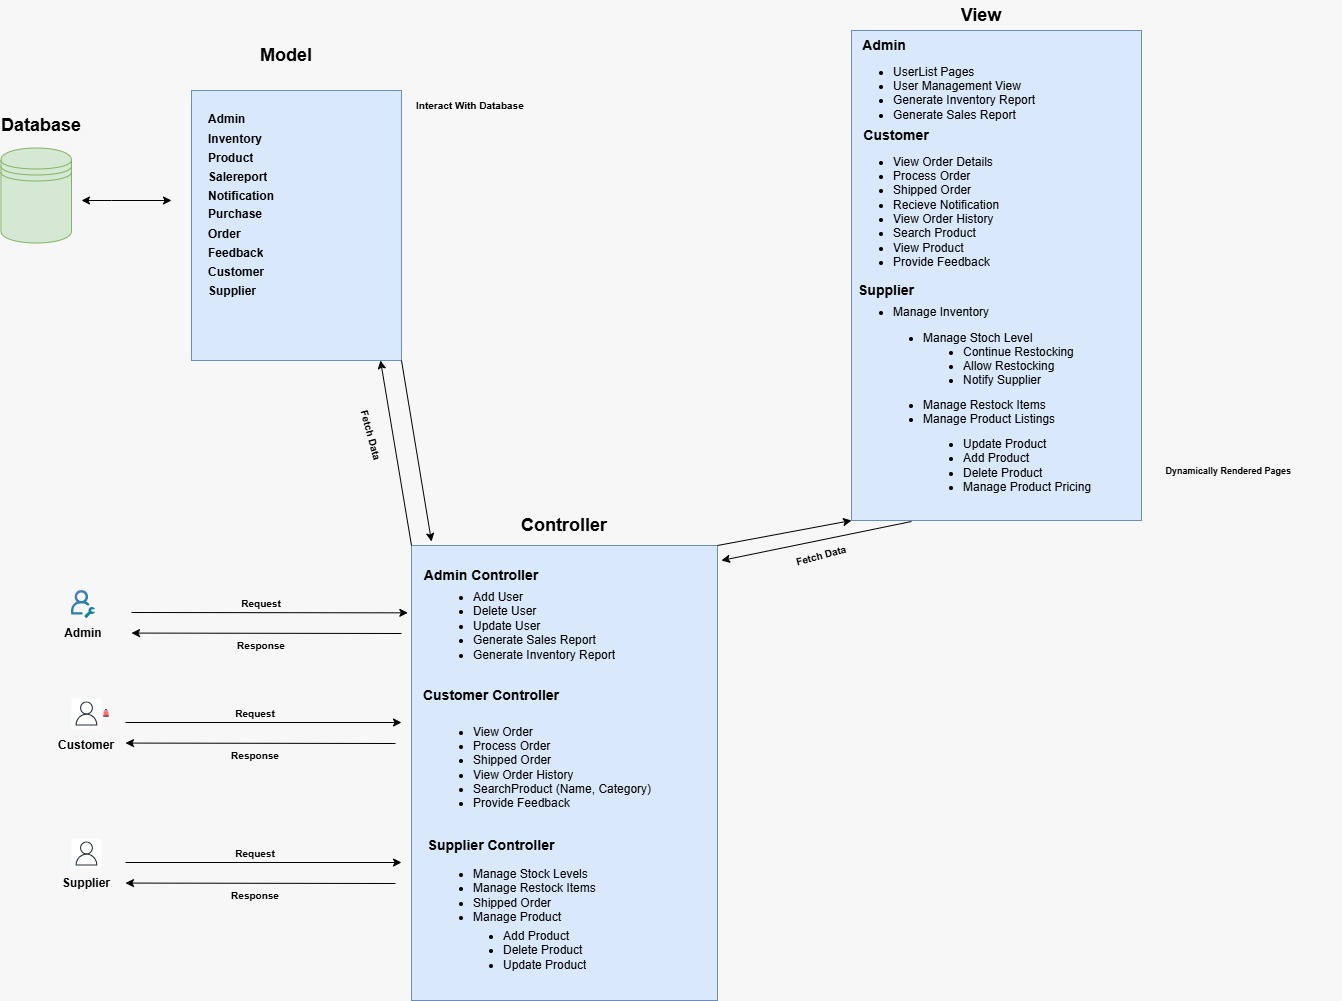 Database
Model
Interact With Database
Admin
Inventory
Product
Salereport
Notification
Purchase
Order
Feedback
Customer
Supplier
View
Admin
UserList Pages
User Management View
Generate Inventory Report
Generate Sales Report
Customer
View Order Details
Process Order
Shipped Order
Recieve Notification
View Order History
Search Product
View Product
Provide Feedback
Supplier
Manage Inventory
Manage Stoch Level
Continue Restocking
Allow Restocking
Notify Supplier
Manage Restock Items
Manage Product Listings
Update Product
Add Product
Delete Product
Manage Product Pricing
Dynamically Rendered Pages
Fetch Data
Fetch Data
Controller
Admin Controller
Add User
Delete User
Update User
Generate Sales Report
Generate Inventory Report
Customer Controller
View Order
Process Order
Shipped Order
View Order History
SearchProduct (Name, Category)
Provide Feedback
Supplier Controller
Manage Stock Levels
Manage Restock Items
Shipped Order
Manage Product
Add Product
Delete Product
Update Product
Admin
Request
Response
Customer
Request
Response
Supplier
Request
Response